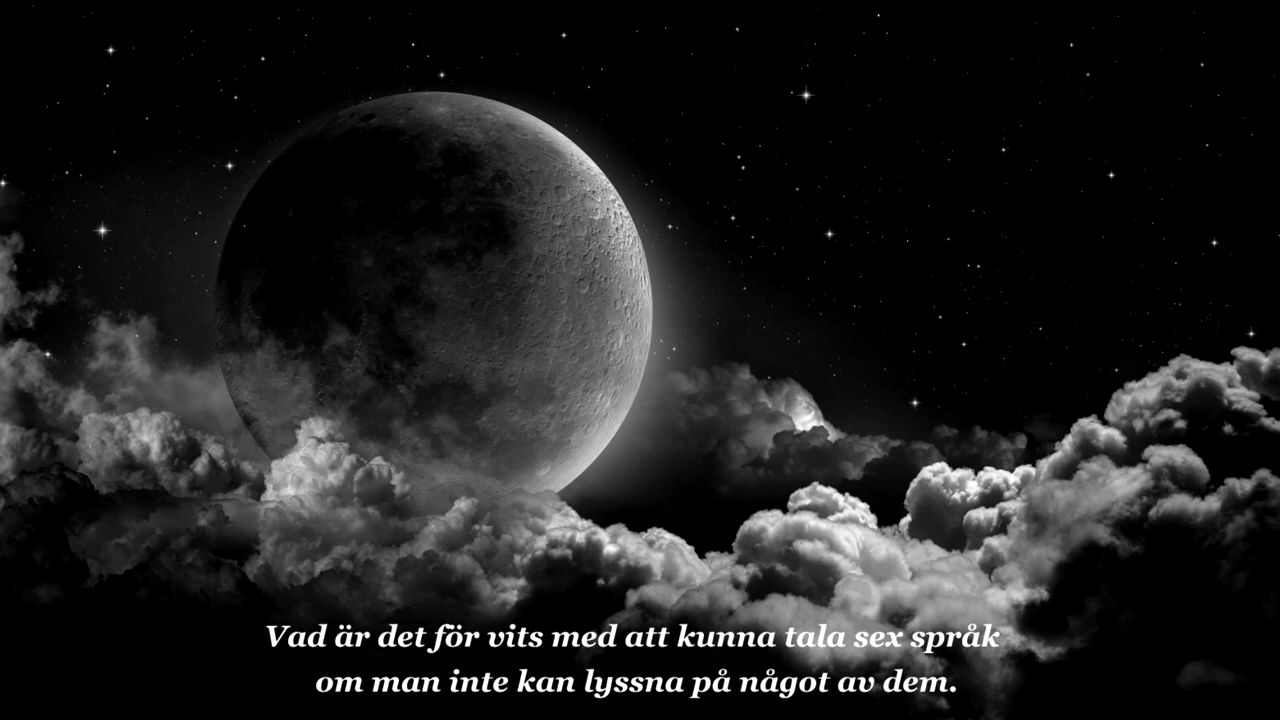 Vad är det för vits med att kunna tala sex språk
om man inte kan lyssna på något av dem.